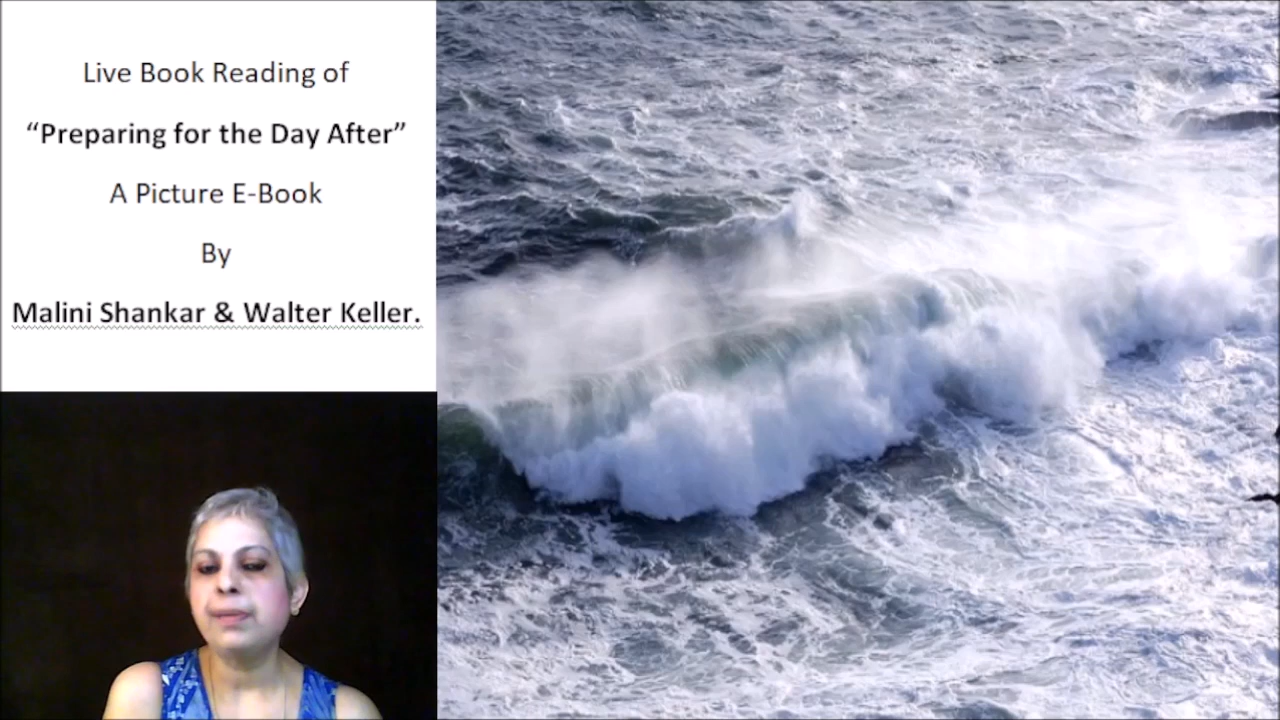 Live Book Reading of
“Preparing for the Day After”
A Picture E-Book
By
Malini Shankar & Walter Keller.